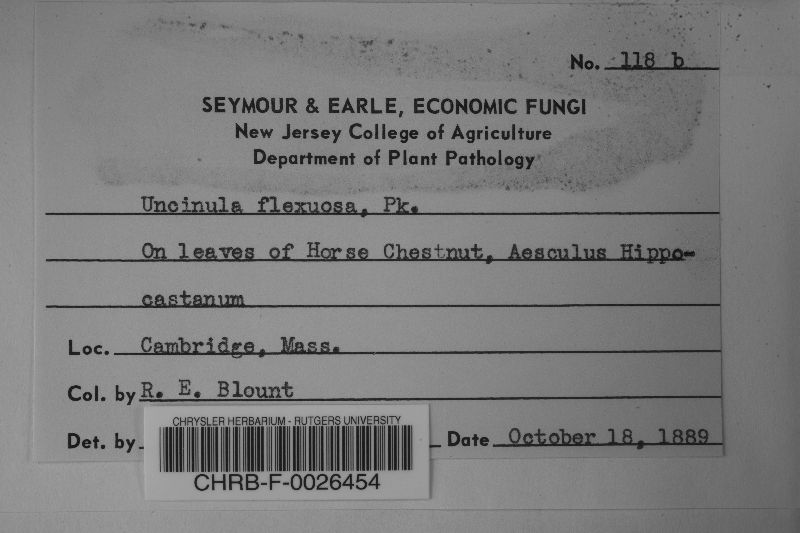 No. 118 b
SEYMOUR & EARLE, ECONOMIC FUNGI
New Jersey College of Agriculture
Department of Plant Pathology
Uncinula flexuosa, Pk.
On leaves of Horse Chestnut, Aesculus Hippo-
castanum
Loc. Cambridge, Mass.
Col. by R. E. Blount
Det. by Date October 18, 1889
CHRYSLER HERBARIUM - RUTGERS UNIVERSITY
CHRB-F-0026454